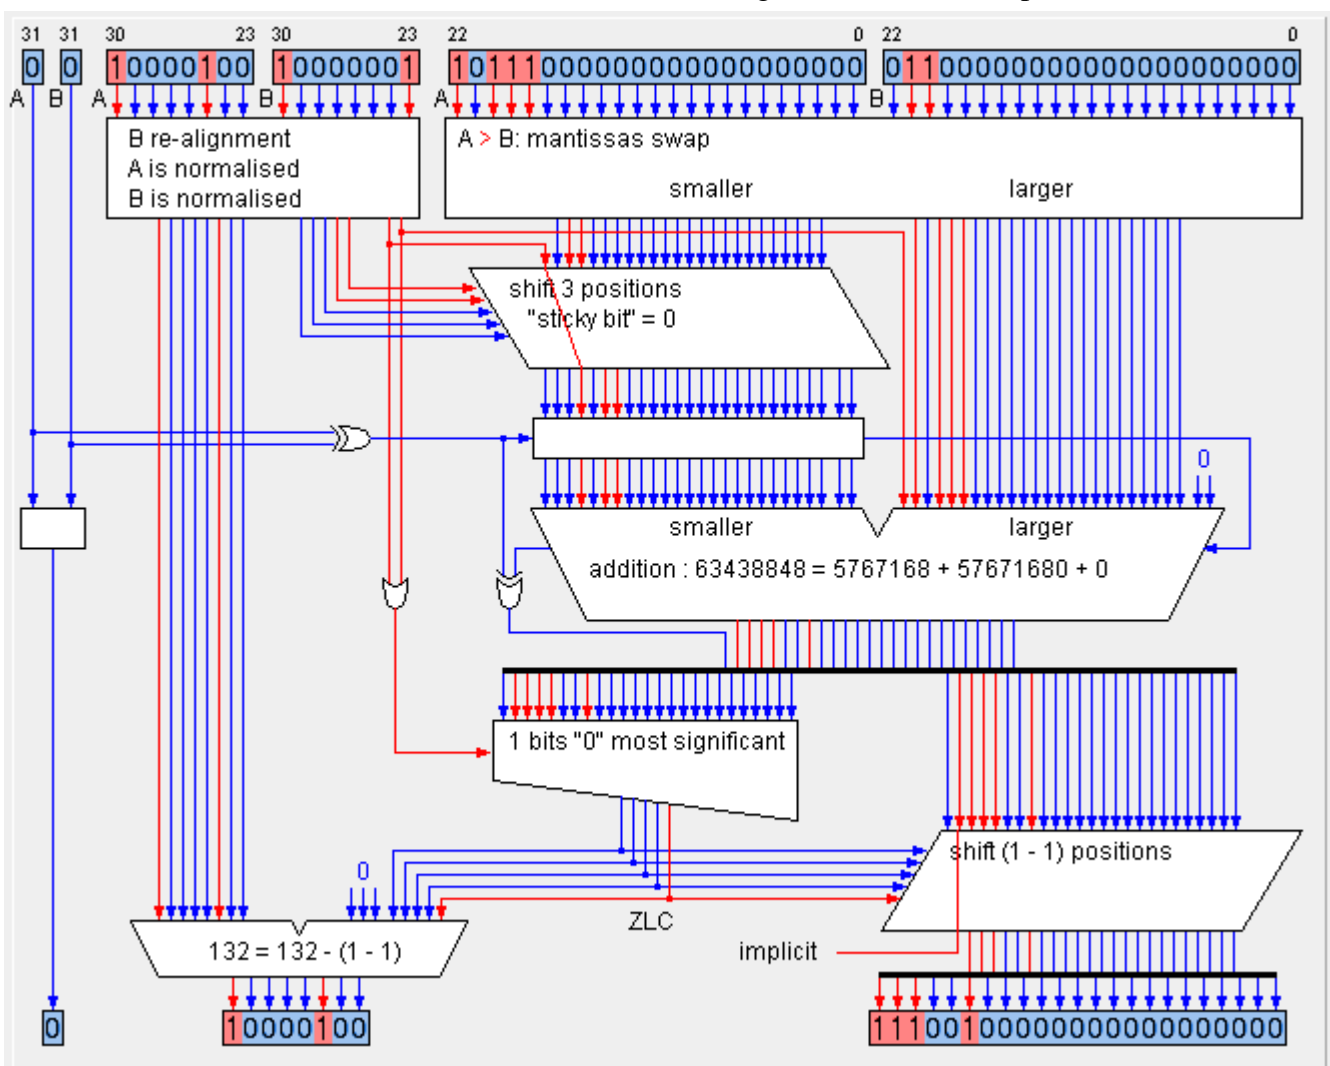 31 31 30 23 30 23 22 0 22 0
0 0 10000100 10000001 10111000000000000000000 01100000000000000000000
A B A B A B
B re-alignment
A is normalised
B is normalised
A > B: mantissas swap
smaller larger
shift 3 positions
"sticky bit" = 0
0
smaller larger
addition : 63438848 = 5767168 + 57671680 + 0
1 bits "0" most significant
shift (1 - 1) positions
0
ZLC
132 = 132 - (1 - 1)
implicit
0 10000100 11100100000000000000000